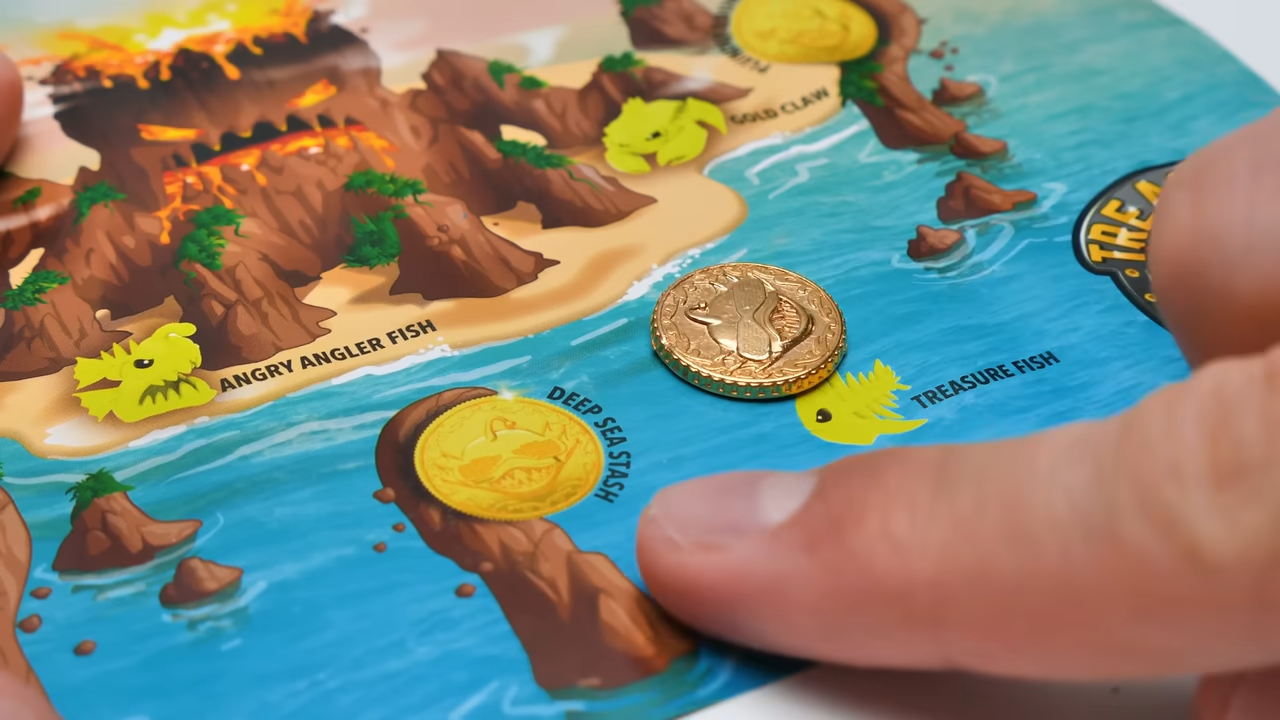 GOLD CLAW
ANGRY ANGLER FISH
TREASURE FISH
DEEP SEA STASH